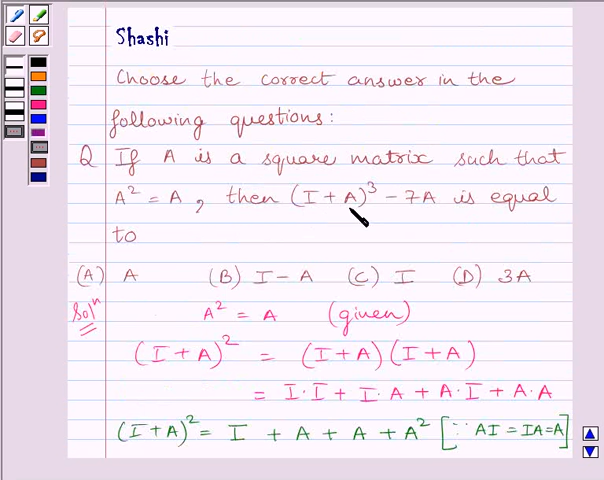 Shashi
Choose the correct answer in the
following questions:
Q If A is a square matrix such that
A² = A, then (I + A)³ - 7A is equal
to
(A) A (B) I - A (C) I (D) 3A
Solⁿ A² = A (given)
(I + A)² = (I + A) (I + A)
= I·I + I·A + A·I + A·A
(I + A)² = I + A + A + A² [∵ AI = IA = A]